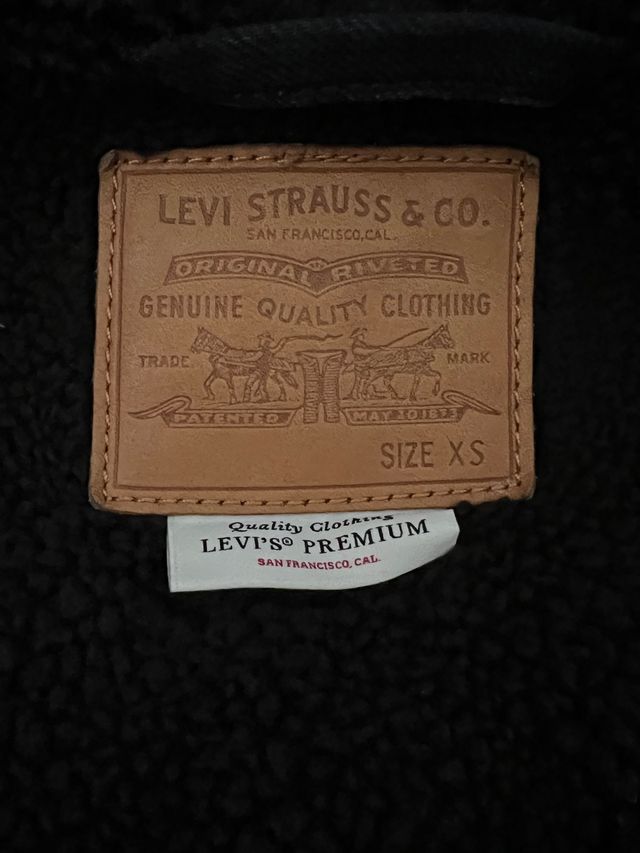 LEVI STRAUSS & CO.
SAN FRANCISCO, CAL.
ORIGINAL RIVETED
GENUINE QUALITY CLOTHING
TRADE MARK
PATENTED MAY 20 1873
SIZE XS
Quality Clothing
LEVI'S® PREMIUM
SAN FRANCISCO, CAL.